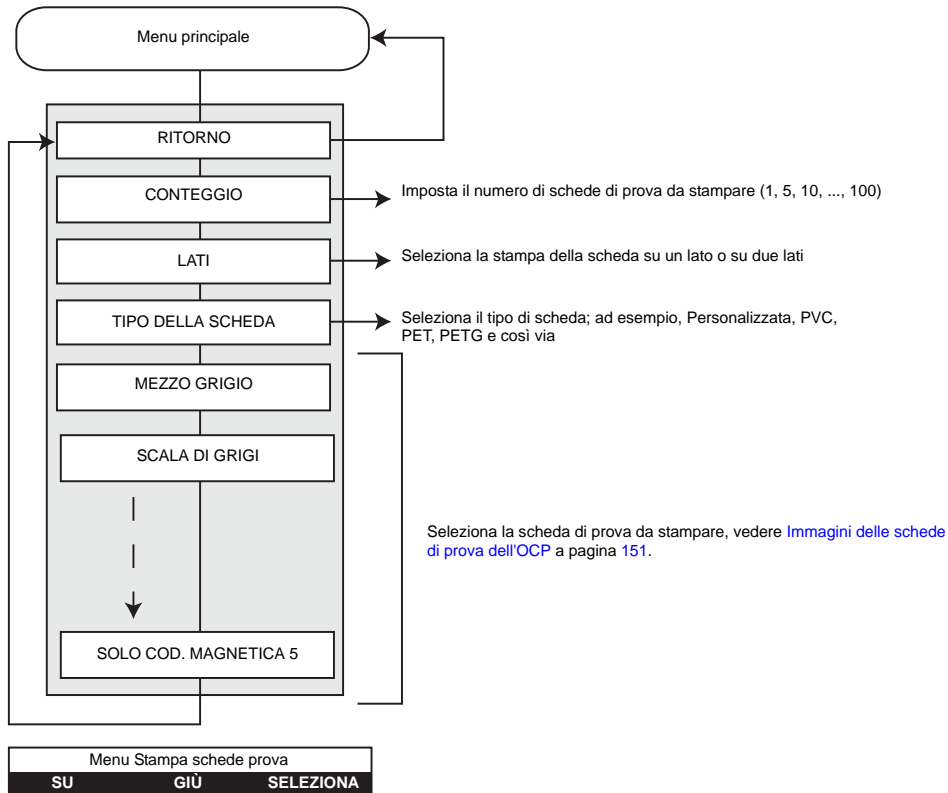 Menu principale
RITORNO
CONTEGGIO
Imposta il numero di schede di prova da stampare (1, 5, 10, ..., 100)
LATI
Seleziona la stampa della scheda su un lato o su due lati
TIPO DELLA SCHEDA
Seleziona il tipo di scheda; ad esempio, Personalizzata, PVC,
PET, PETG e così via
MEZZO GRIGIO
SCALA DI GRIGI
Seleziona la scheda di prova da stampare, vedere Immagini delle schede
di prova dell'OCP a pagina 151.
SOLO COD. MAGNETICA 5
Menu Stampa schede prova
SU GIÙ SELEZIONA